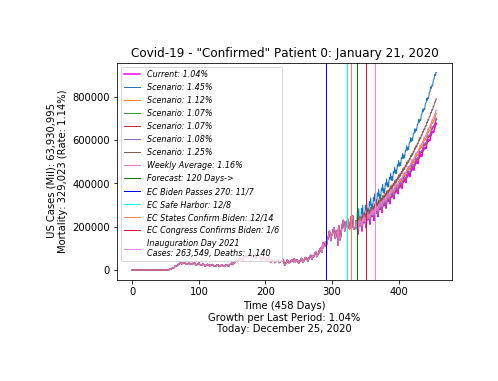 Covid-19 - "Confirmed" Patient 0: January 21, 2020
US Cases (Mil): 63,930,995
Mortality: 329,023 (Rate: 1.14%)
800000
600000
400000
200000
0
Current: 1.04%
Scenario: 1.45%
Scenario: 1.12%
Scenario: 1.07%
Scenario: 1.07%
Scenario: 1.08%
Scenario: 1.25%
Weekly Average: 1.16%
Forecast: 120 Days->
EC Biden Passes 270: 11/7
EC Safe Harbor: 12/8
EC States Confirm Biden: 12/14
EC Congress Confirms Biden: 1/6
Inauguration Day 2021
Cases: 263,549, Deaths: 1,140
0 100 200 300 400
Time (458 Days)
Growth per Last Period: 1.04%
Today: December 25, 2020